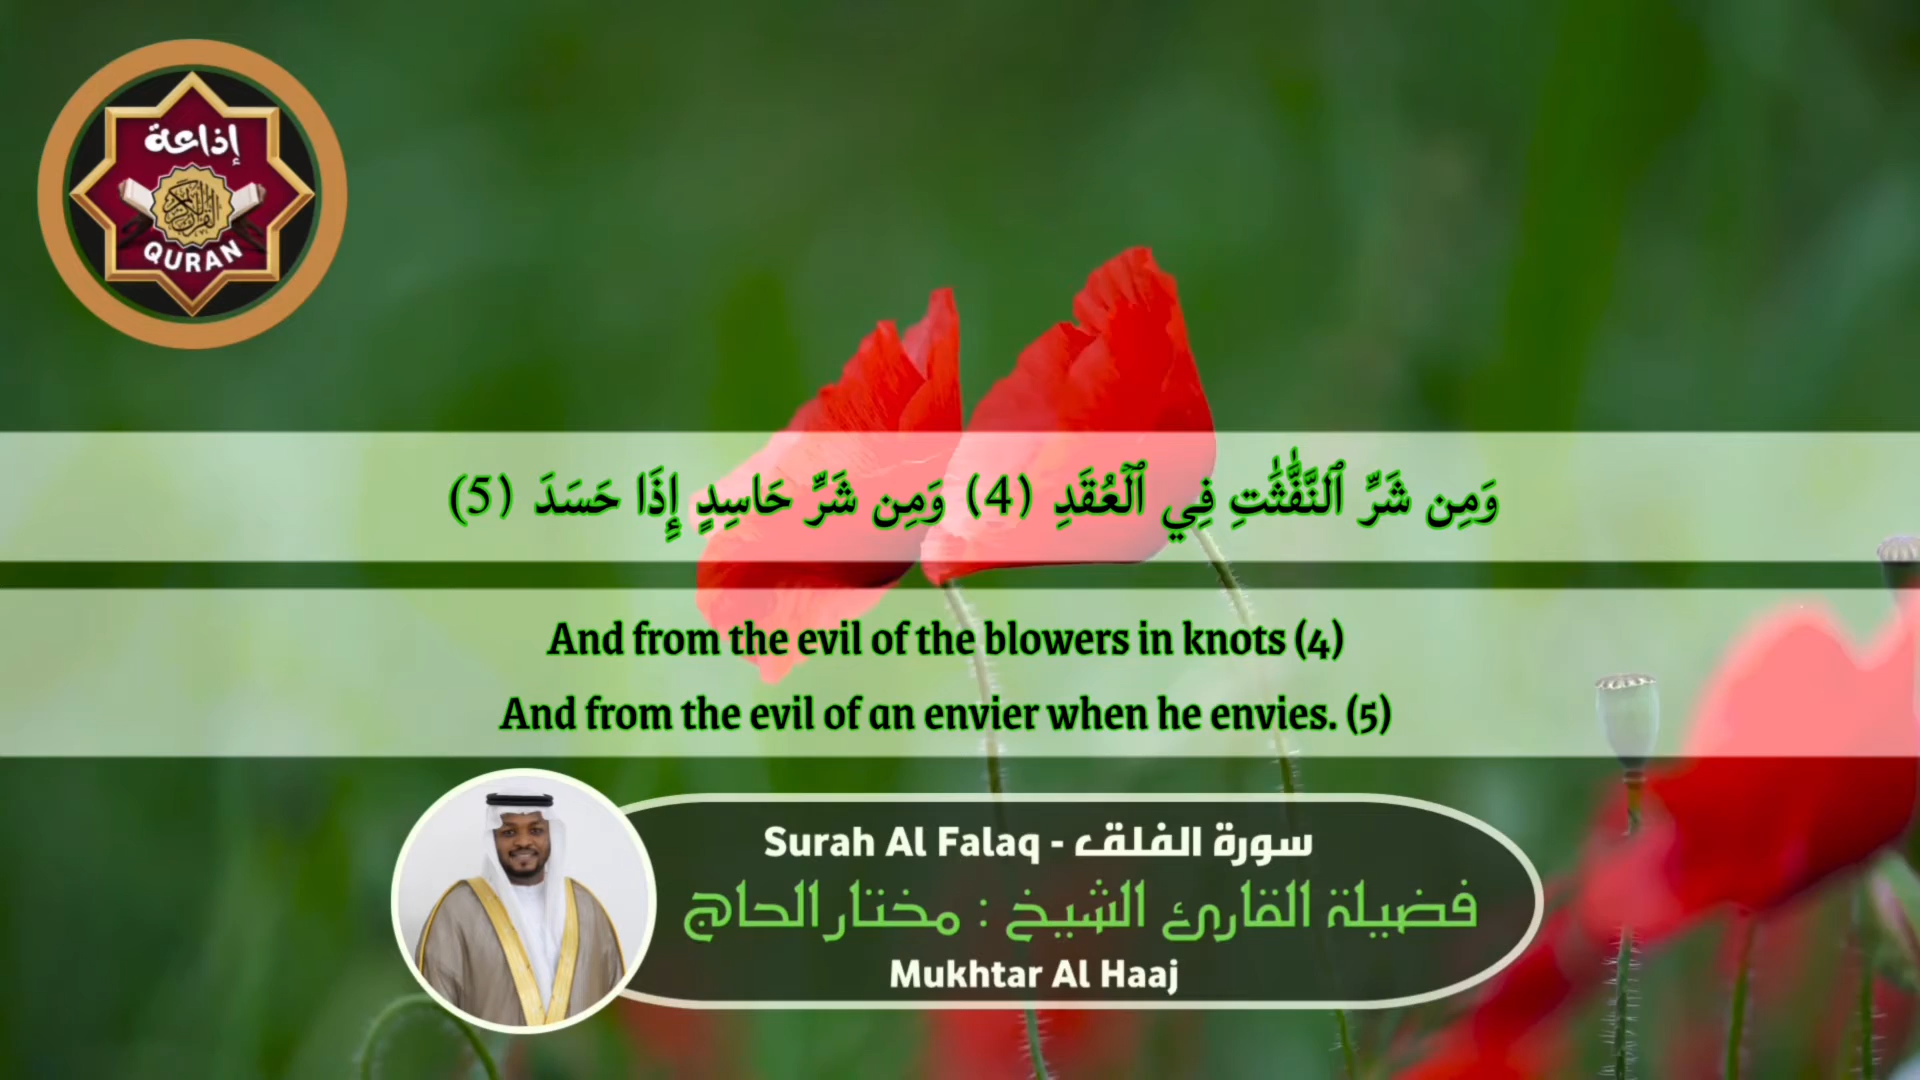 إذاعة
QURAN
وَمِن شَرِّ ٱلنَّفَّٰثَٰتِ فِي ٱلْعُقَدِ (4) وَمِن شَرِّ حَاسِدٍ إِذَا حَسَدَ (5)
And from the evil of the blowers in knots (4)
And from the evil of an envier when he envies. (5)
Surah Al Falaq - سورة الفلق
فضيلة القارئ الشيخ : مختار الحاج
Mukhtar Al Haaj